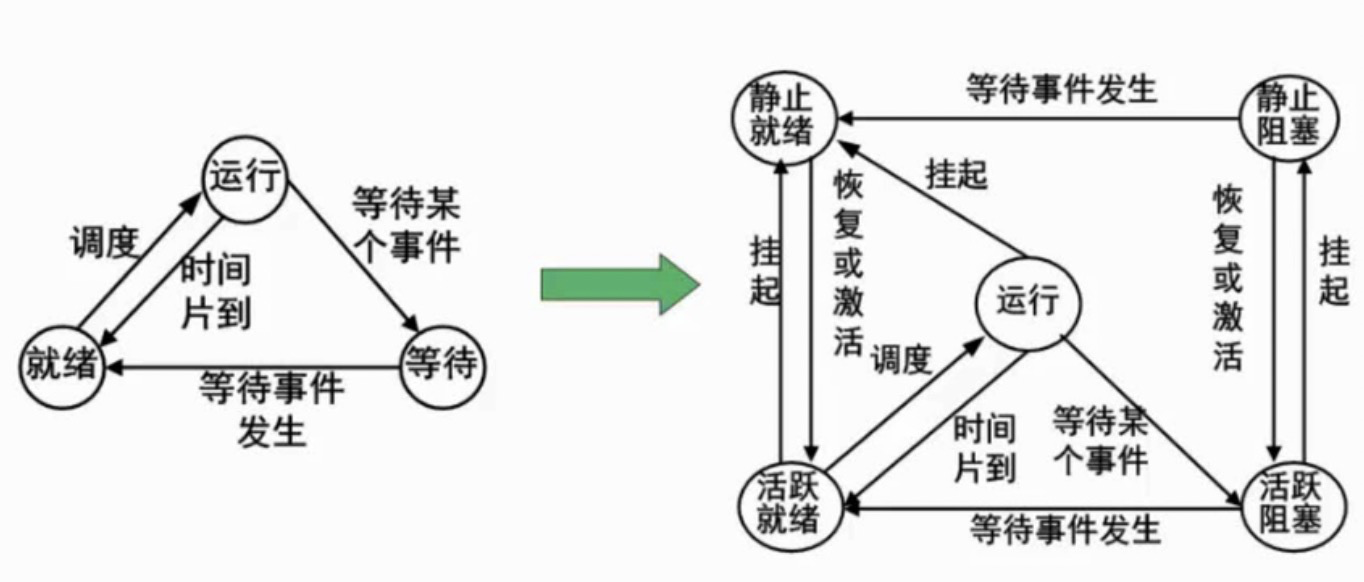 运行
等待某
个事件
调度
时间
片到
就绪
等待
等待事件
发生
静止
就绪
等待事件发生
静止
阻塞
挂起
恢复或激活
挂起
恢复或激活
挂起
运行
调度
时间
片到
等待某
个事件
活跃
就绪
等待事件发生
活跃
阻塞